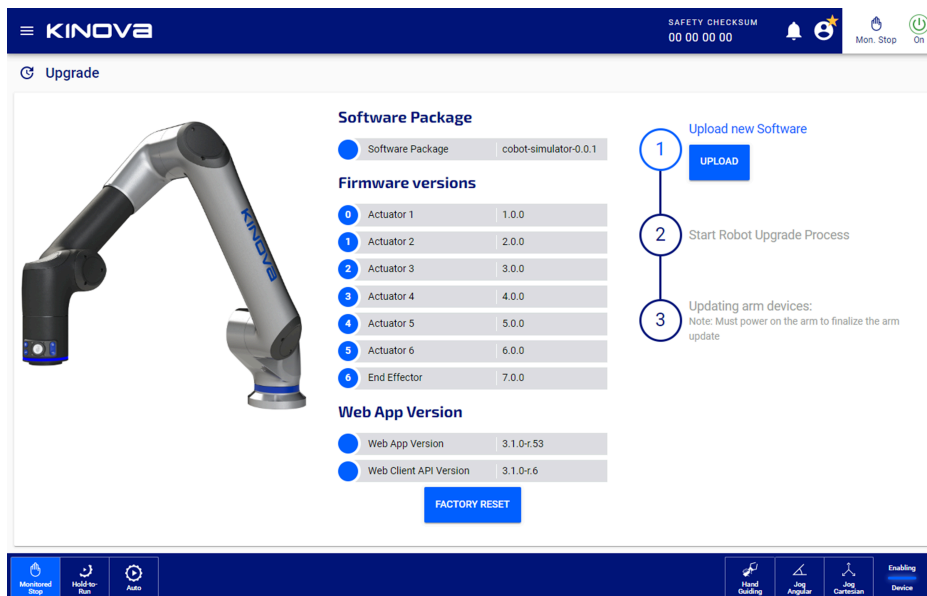 KINOVA
SAFETY CHECKSUM
00 00 00 00
Mon. Stop
On
Upgrade
KINOVA
Software Package
Software Package cobot-simulator-0.0.1
Firmware versions
0 Actuator 1 1.0.0
1 Actuator 2 2.0.0
2 Actuator 3 3.0.0
3 Actuator 4 4.0.0
4 Actuator 5 5.0.0
5 Actuator 6 6.0.0
6 End Effector 7.0.0
Web App Version
Web App Version 3.1.0-r.53
Web Client API Version 3.1.0-r.6
FACTORY RESET
1 Upload new Software
UPLOAD
2 Start Robot Upgrade Process
3 Updating arm devices:
Note: Must power on the arm to finalize the arm
update
Monitored
Stop
Hold-to-
Run
Auto
Hand
Guiding
Jog
Angular
Jog
Cartesian
Enabling
Device